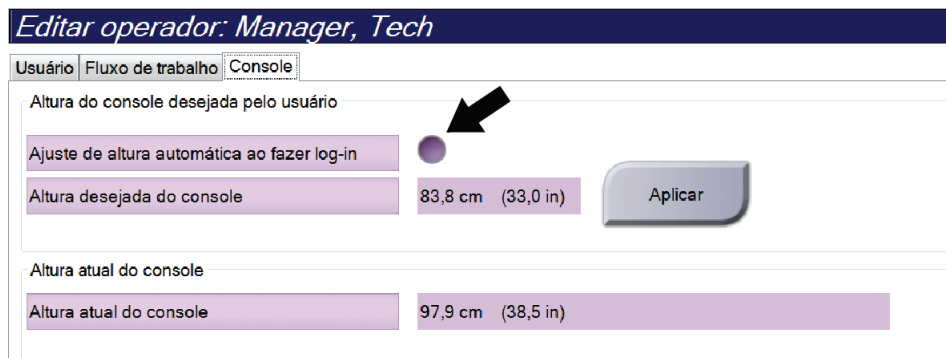 Editar operador: Manager, Tech
Usuário Fluxo de trabalho Console
Altura do console desejada pelo usuário
Ajuste de altura automática ao fazer log-in
Altura desejada do console 83,8 cm (33,0 in) Aplicar
Altura atual do console
Altura atual do console 97,9 cm (38,5 in)